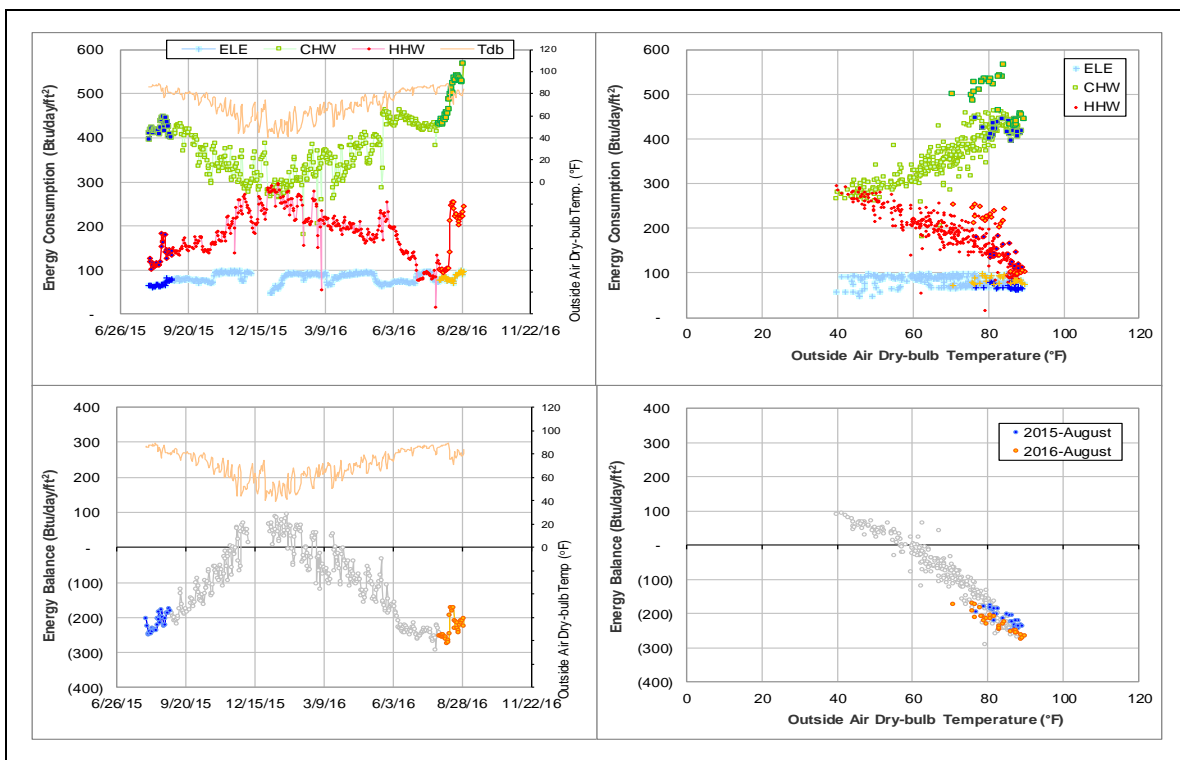 ELE CHW HHW Tdb
600
500
400
300
200
100
-
120
100
80
60
40
20
0
Energy Consumption (Btu/day/ft²)
Outside Air Dry-bulb Temp. (°F)
6/26/15 9/20/15 12/15/15 3/9/16 6/3/16 8/28/16 11/22/16
600
500
400
300
200
100
-
Energy Consumption (Btu/day/ft²)
ELE
CHW
HHW
0 20 40 60 80 100 120
Outside Air Dry-bulb Temperature (°F)
400
300
200
100
-
(100)
(200)
(300)
(400)
120
100
80
60
40
20
0
Energy Balance (Btu/day/ft²)
Outside Air Dry-bulb Temp (°F)
6/26/15 9/20/15 12/15/15 3/9/16 6/3/16 8/28/16 11/22/16
400
300
200
100
-
(100)
(200)
(300)
(400)
Energy Balance (Btu/day/ft²)
2015-August
2016-August
0 20 40 60 80 100 120
Outside Air Dry-bulb Temperature (°F)